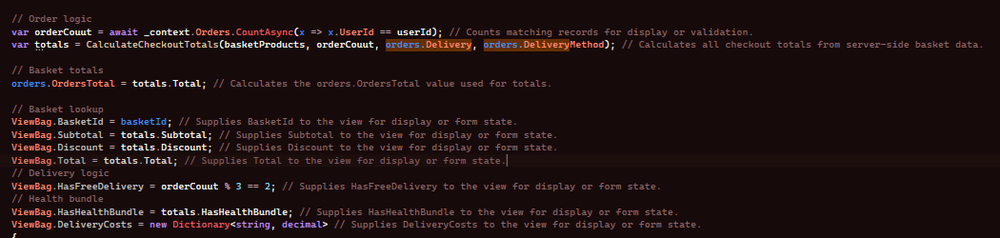 // Order logic
var orderCount = await _context.Orders.CountAsync(x => x.UserId == userId); // Counts matching records for display or validation.
var totals = CalculateCheckoutTotals(basketProducts, orderCount, orders.Delivery, orders.DeliveryMethod); // Calculates all checkout totals from server-side basket data.
// Basket totals
orders.OrdersTotal = totals.Total; // Calculates the orders.OrdersTotal value used for totals.
// Basket lookup
ViewBag.BasketId = basketId; // Supplies BasketId to the view for display or form state.
ViewBag.Subtotal = totals.Subtotal; // Supplies Subtotal to the view for display or form state.
ViewBag.Discount = totals.Discount; // Supplies Discount to the view for display or form state.
ViewBag.Total = totals.Total; // Supplies Total to the view for display or form state.
// Delivery logic
ViewBag.HasFreeDelivery = orderCount % 3 == 2; // Supplies HasFreeDelivery to the view for display or form state.
// Health bundle
ViewBag.HasHealthBundle = totals.HasHealthBundle; // Supplies HasHealthBundle to the view for display or form state.
ViewBag.DeliveryCosts = new Dictionary<string, decimal> // Supplies DeliveryCosts to the view for display or form state.
{